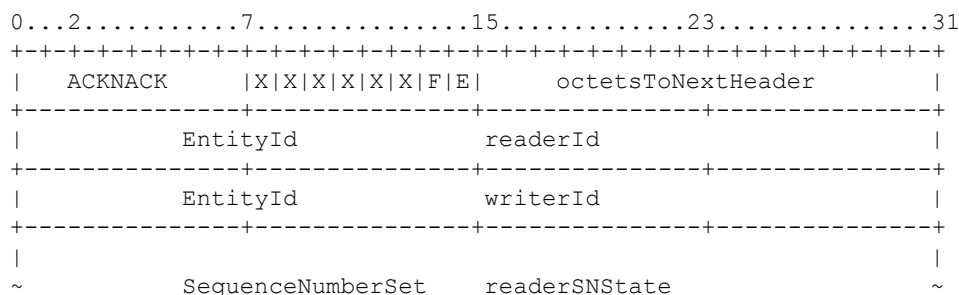 0...2...........7...............15.............23...............31
+-+-+-+-+-+-+-+-+-+-+-+-+-+-+-+-+-+-+-+-+-+-+-+-+-+-+-+-+-+-+-+-+
|   ACKNACK     |X|X|X|X|X|X|F|E|     octetsToNextHeader        |
+---------------+---------------+---------------+---------------+
|           EntityId             readerId                       |
+---------------+---------------+---------------+---------------+
|           EntityId             writerId                       |
+---------------+---------------+---------------+---------------+
|                                                               |
~           SequenceNumberSet    readerSNState                  ~